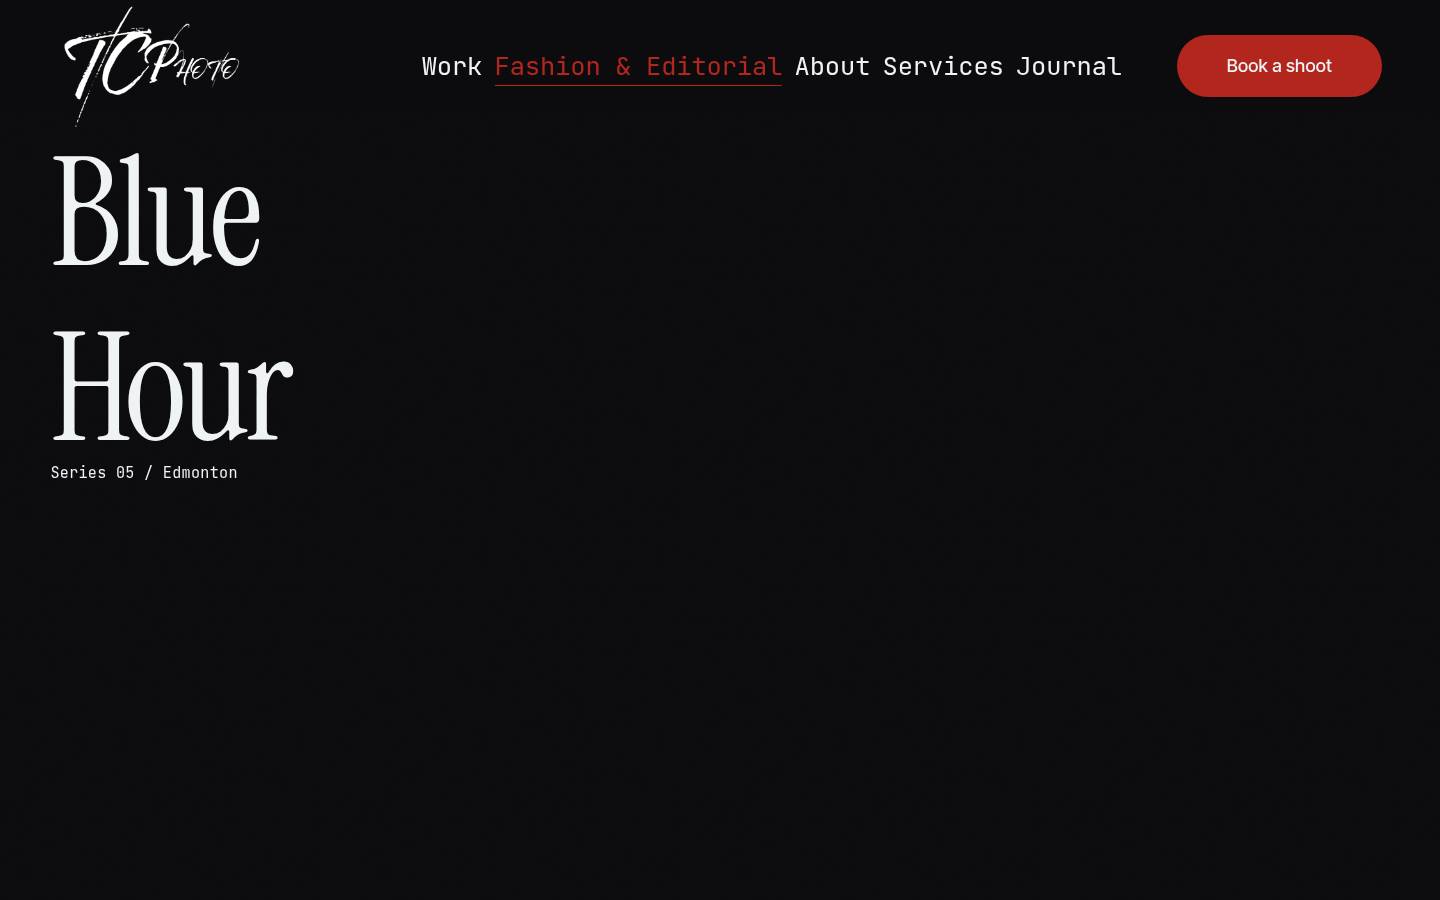 TCPHOTO
Work Fashion & Editorial About Services Journal
Book a shoot
Blue
Hour
Series 05 / Edmonton